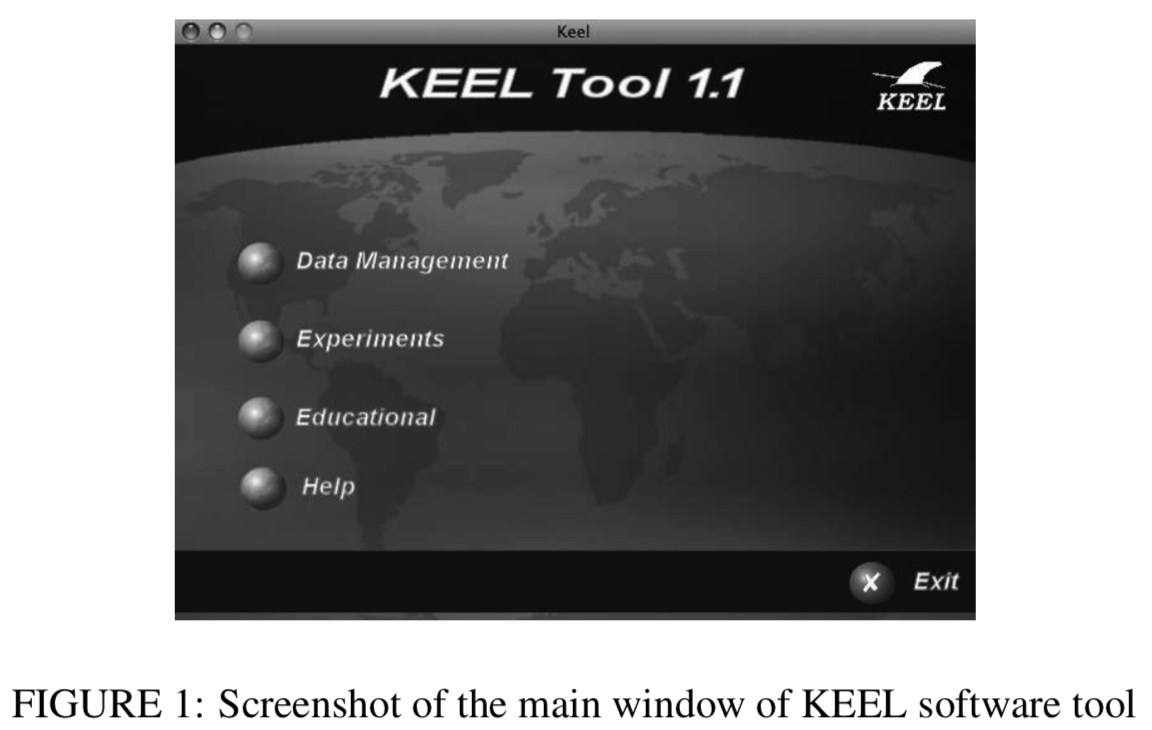 Keel
KEEL Tool 1.1
KEEL
Data Management
Experiments
Educational
Help
X Exit
FIGURE 1: Screenshot of the main window of KEEL software tool